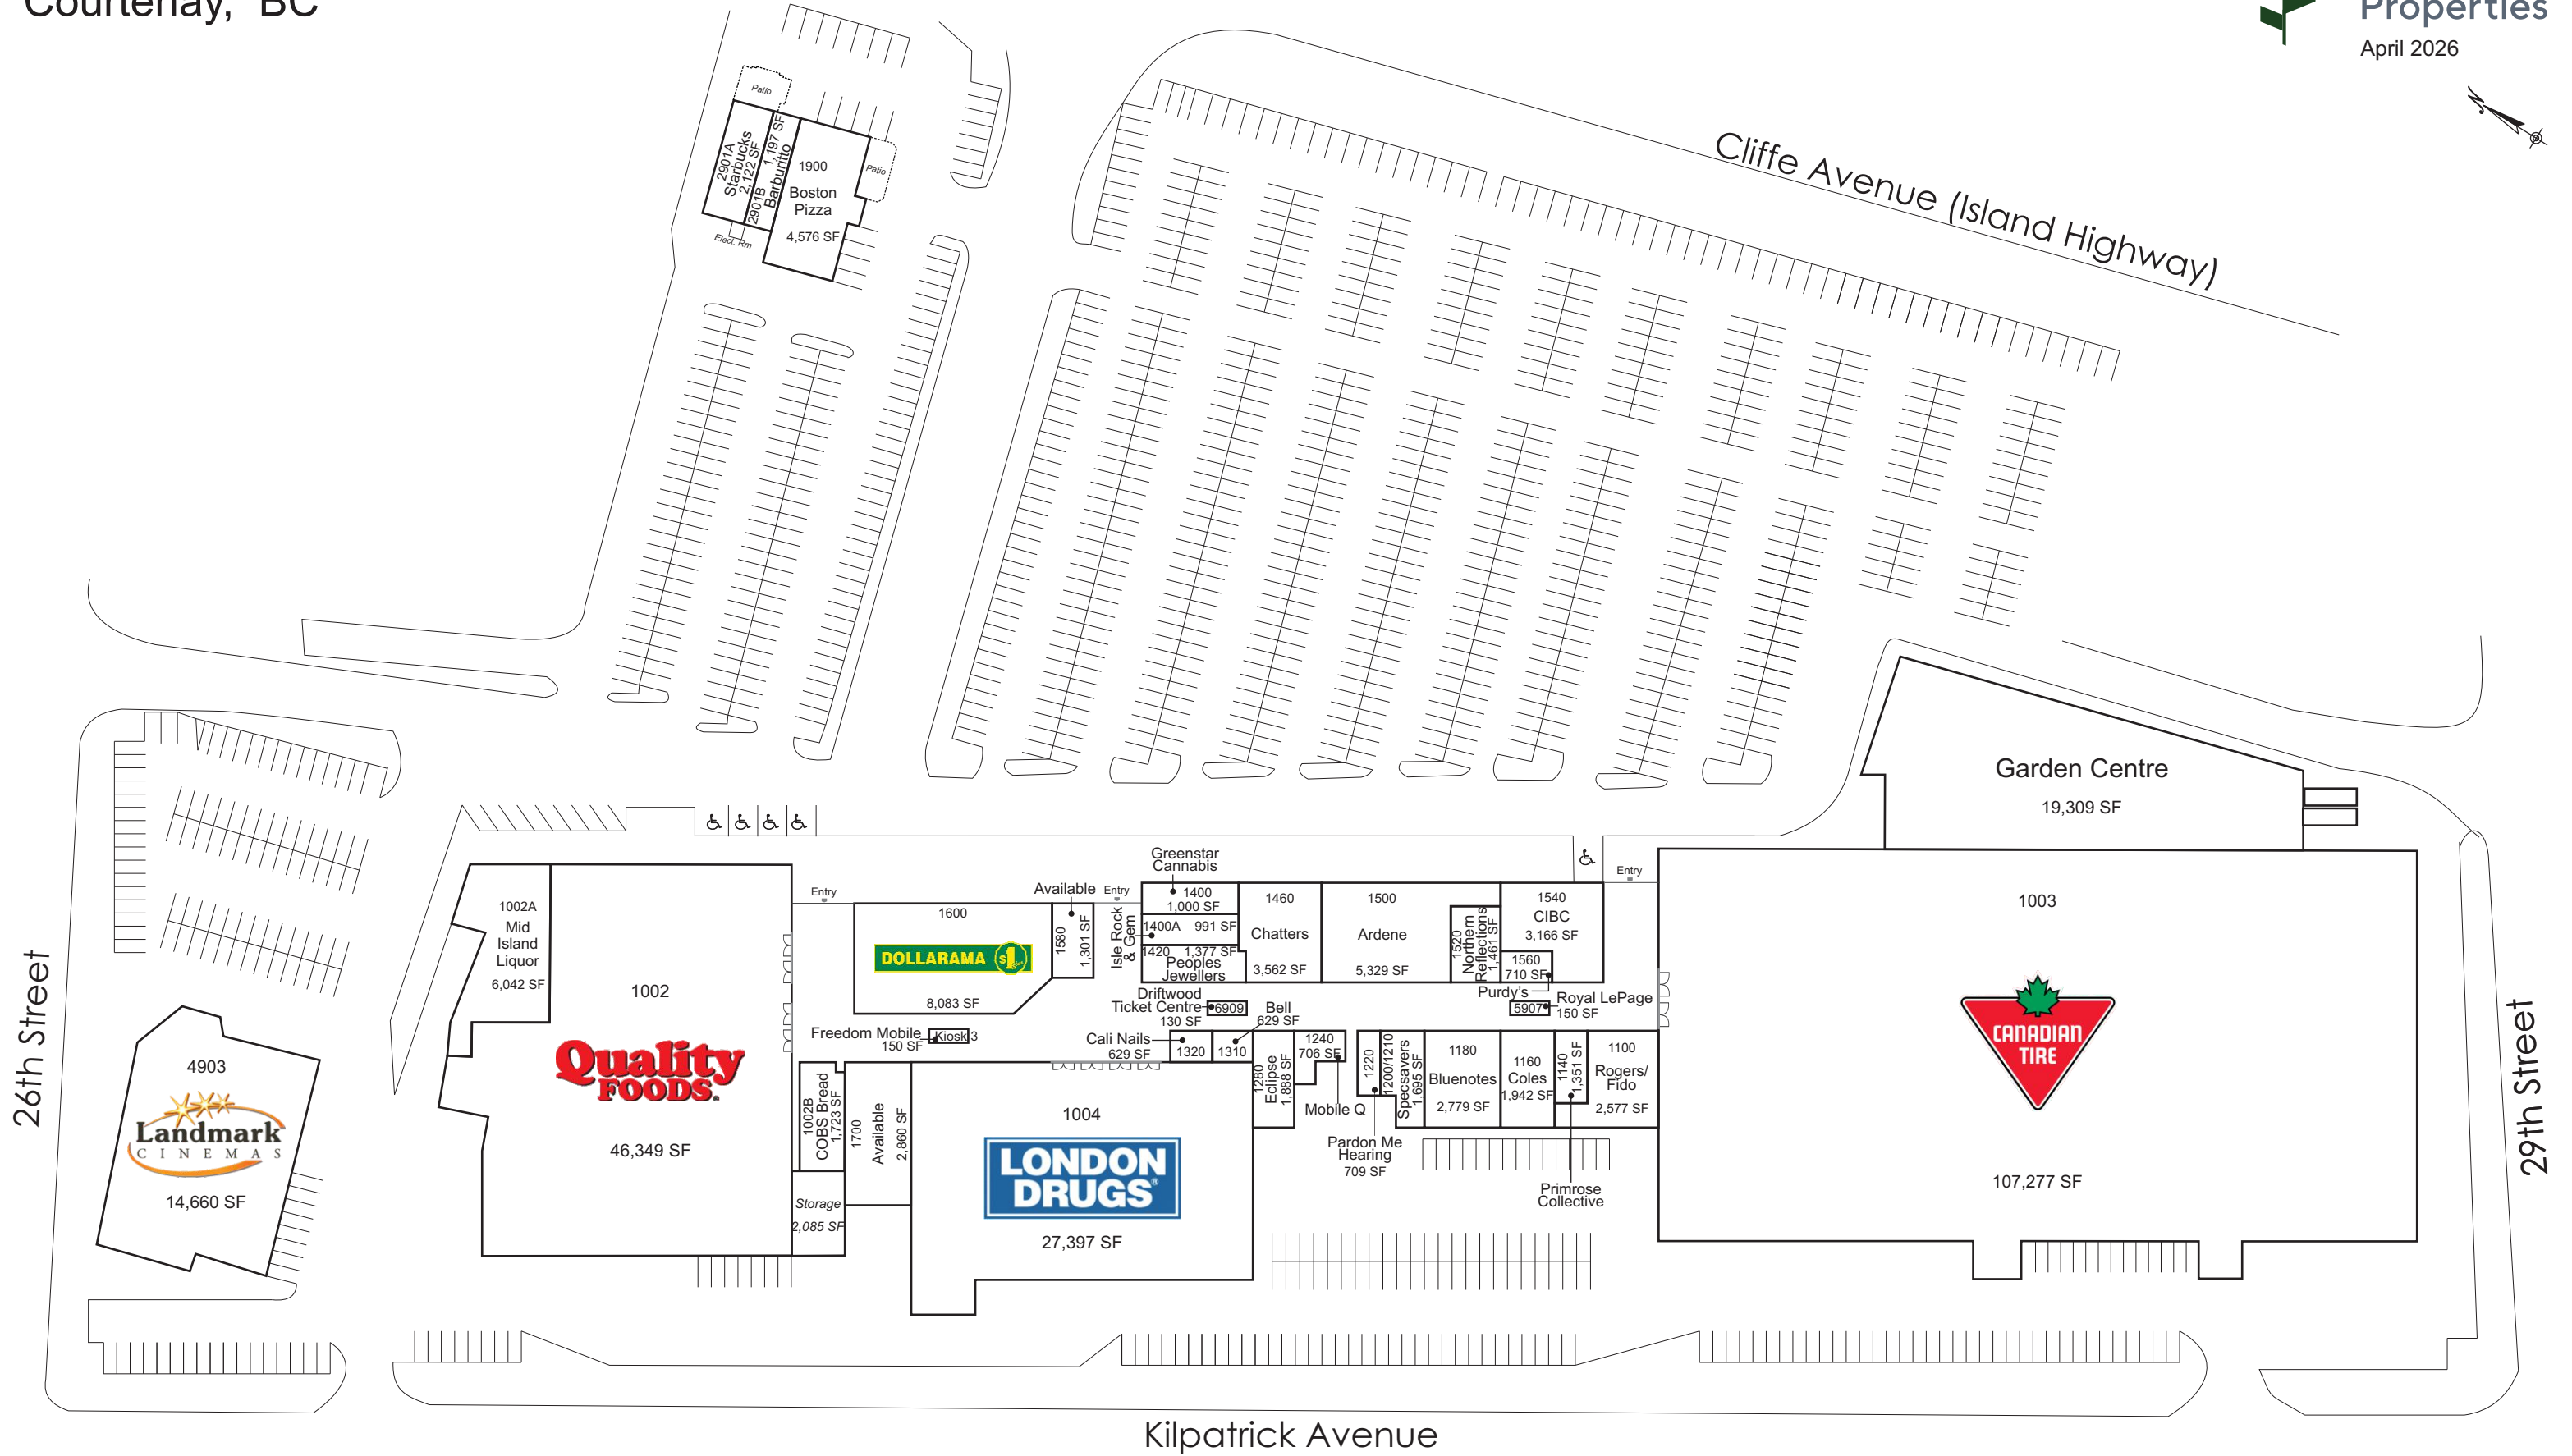 Courtenay, BC
Properties
April 2026
N
Cliffe Avenue (Island Highway)
Patio
2901A
Starbucks
2,122 SF
2901B
Barburitto
1,197 SF
1900
Boston
Pizza
4,576 SF
Patio
Elect. Rm
Garden Centre
19,309 SF
26th Street
29th Street
4903
Landmark
CINEMAS
14,660 SF
1002A
Mid
Island
Liquor
6,042 SF
1002
Quality
FOODS
46,349 SF
Entry
1600
DOLLARAMA $1
8,083 SF
Available
1580
1,301 SF
Entry
Isle Rock
& Gem
Greenstar
Cannabis
1400
1,000 SF
1400A 991 SF
1420 1,377 SF
Peoples
Jewellers
1460
Chatters
3,562 SF
1500
Ardene
5,329 SF
1520
Northern
Reflections
1,461 SF
1540
CIBC
3,166 SF
1560
710 SF
Purdy's
Entry
Driftwood
Ticket Centre
130 SF
6909
Bell
629 SF
5907
Royal LePage
150 SF
Freedom Mobile
150 SF
Kiosk 3
Cali Nails
629 SF
1320
1310
1002B
COBS Bread
1,723 SF
Storage
2,085 SF
1700
Available
2,860 SF
1004
LONDON
DRUGS®
27,397 SF
1280
Eclipse
1,888 SF
1240
706 SF
Mobile Q
1220
Pardon Me
Hearing
709 SF
1200/1210
Specsavers
1,695 SF
1180
Bluenotes
2,779 SF
1160
Coles
1,942 SF
1140
1,351 SF
Primrose
Collective
1100
Rogers/
Fido
2,577 SF
1003
CANADIAN
TIRE
107,277 SF
Kilpatrick Avenue